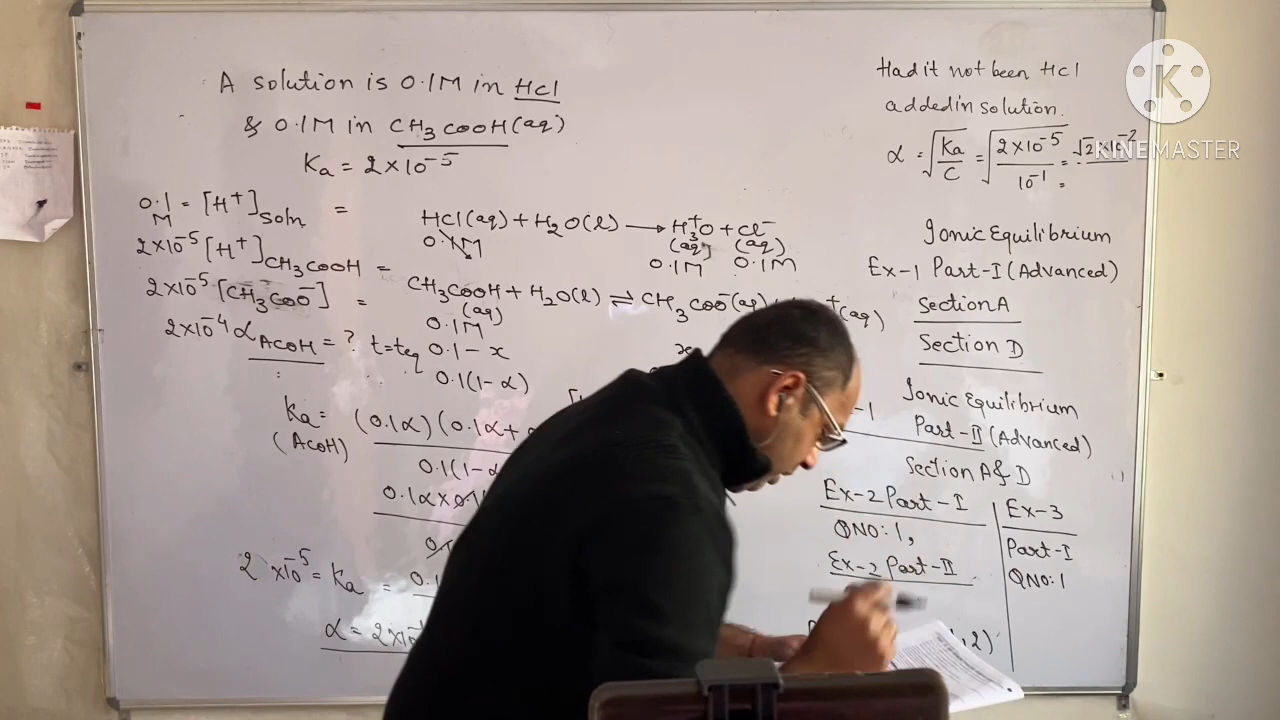 A solution is 0.1M in HCl
& 0.1M in CH3COOH(aq)
Ka = 2×10⁻⁵
0.1 M = [H⁺]Soln =
HCl(aq) + H2O(l) → H3⁺O + Cl⁻
(aq) (aq)
0.1M 0.1M 0.1M
2×10⁻⁵ [H⁺]CH3COOH =
2×10⁻⁵ [CH3COO⁻] =
CH3COOH + H2O(l) ⇌ CH3COO⁻(aq) + ⁺(aq)
(aq)
0.1M
2×10⁻⁴ αAcOH = ? t=teq 0.1 - x
0.1(1-α)
Ka = (0.1α)(0.1α+
(AcOH)
0.1(1-α
0.1α×0.1
2×10⁻⁵ = Ka = 0.1
α = 2×10⁻
Had it not been HCl
added in solution.
α = √Ka/C = √2×10⁻⁵/10⁻¹ = √2×10⁻²
=
KINEMASTER
Ionic Equilibrium
Ex-1 Part-I (Advanced)
Section A
Section D
-1 Ionic Equilibrium
Part-II (Advanced)
Section A & D
Ex-2 Part-I
QNO: 1,
Ex-2 Part-II
,2)
Ex-3
Part-I
QNO: 1